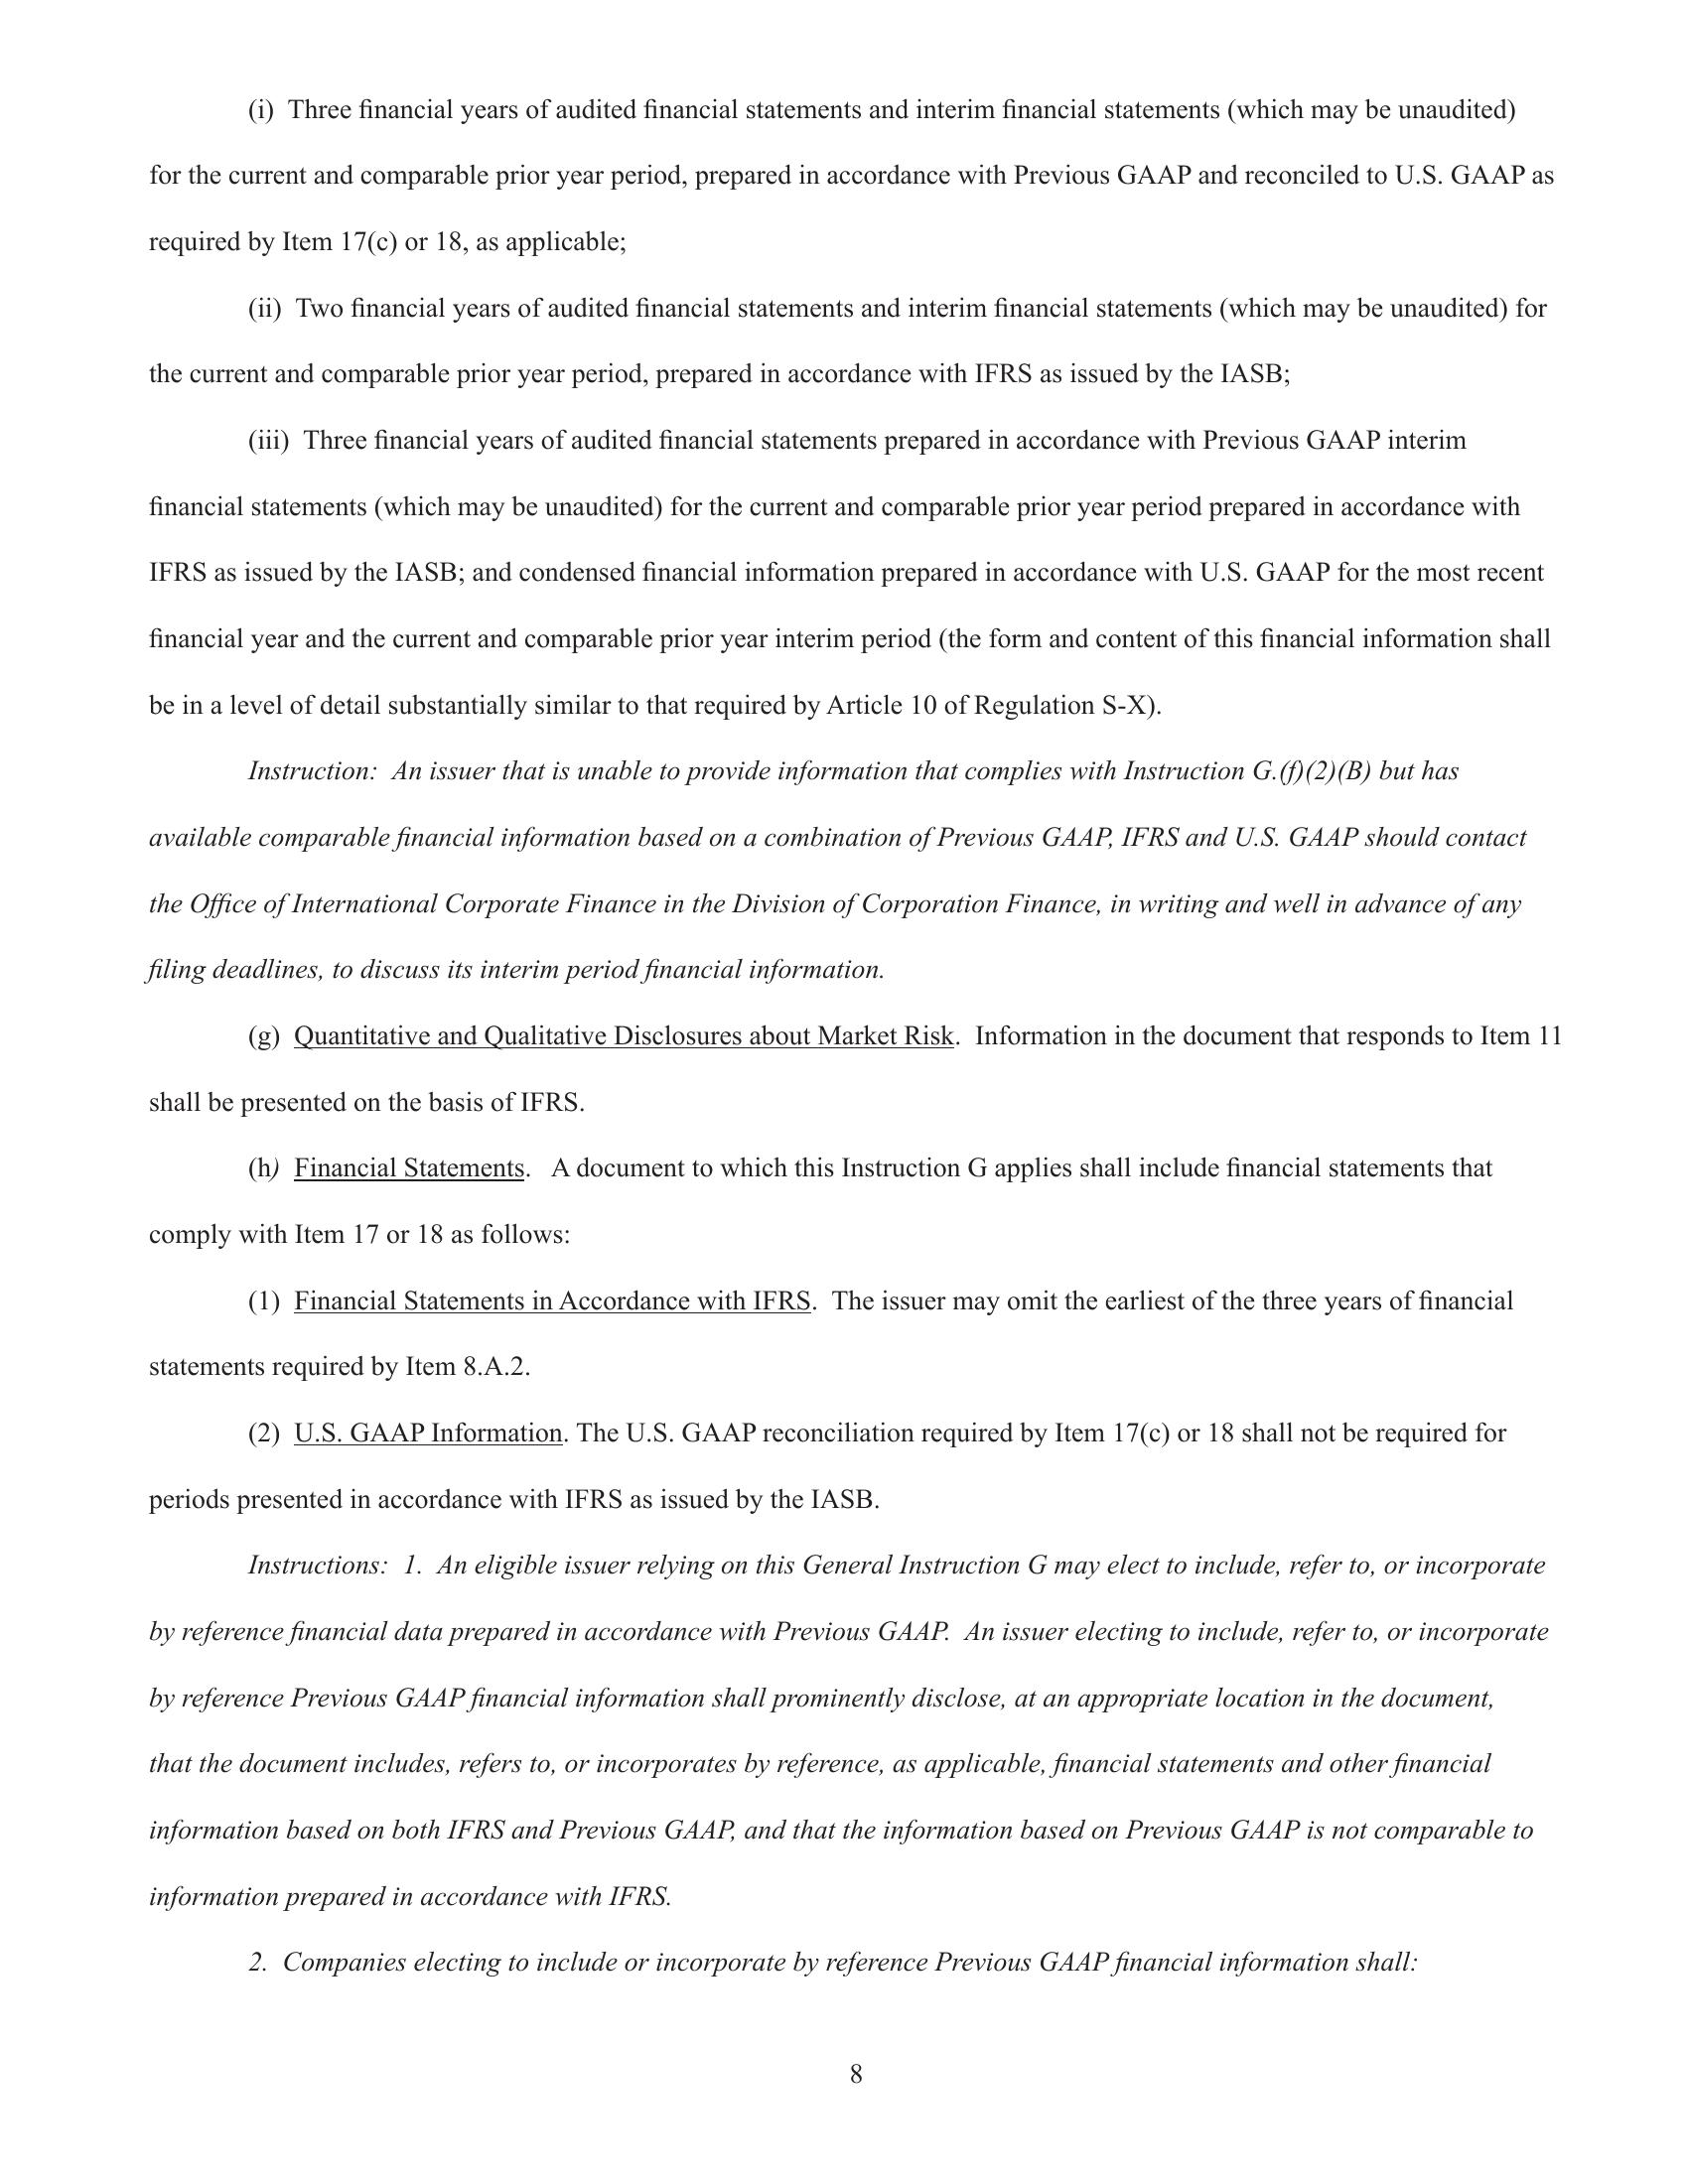 (i) Three financial years of audited financial statements and interim financial statements (which may be unaudited)
for the current and comparable prior year period, prepared in accordance with Previous GAAP and reconciled to U.S. GAAP as
required by Item 17(c) or 18, as applicable;
(ii) Two financial years of audited financial statements and interim financial statements (which may be unaudited) for
the current and comparable prior year period, prepared in accordance with IFRS as issued by the IASB;
(iii) Three financial years of audited financial statements prepared in accordance with Previous GAAP interim
financial statements (which may be unaudited) for the current and comparable prior year period prepared in accordance with
IFRS as issued by the IASB; and condensed financial information prepared in accordance with U.S. GAAP for the most recent
financial year and the current and comparable prior year interim period (the form and content of this financial information shall
be in a level of detail substantially similar to that required by Article 10 of Regulation S-X).
Instruction: An issuer that is unable to provide information that complies with Instruction G.(f)(2)(B) but has
available comparable financial information based on a combination of Previous GAAP, IFRS and U.S. GAAP should contact
the Office of International Corporate Finance in the Division of Corporation Finance, in writing and well in advance of any
filing deadlines, to discuss its interim period financial information.
(g) Quantitative and Qualitative Disclosures about Market Risk. Information in the document that responds to Item 11
shall be presented on the basis of IFRS.
(h) Financial Statements. A document to which this Instruction G applies shall include financial statements that
comply with Item 17 or 18 as follows:
(1) Financial Statements in Accordance with IFRS. The issuer may omit the earliest of the three years of financial
statements required by Item 8.A.2.
(2) U.S. GAAP Information. The U.S. GAAP reconciliation required by Item 17(c) or 18 shall not be required for
periods presented in accordance with IFRS as issued by the IASB.
Instructions: 1. An eligible issuer relying on this General Instruction G may elect to include, refer to, or incorporate
by reference financial data prepared in accordance with Previous GAAP. An issuer electing to include, refer to, or incorporate
by reference Previous GAAP financial information shall prominently disclose, at an appropriate location in the document,
that the document includes, refers to, or incorporates by reference, as applicable, financial statements and other financial
information based on both IFRS and Previous GAAP, and that the information based on Previous GAAP is not comparable to
information prepared in accordance with IFRS.
2. Companies electing to include or incorporate by reference Previous GAAP financial information shall:
8